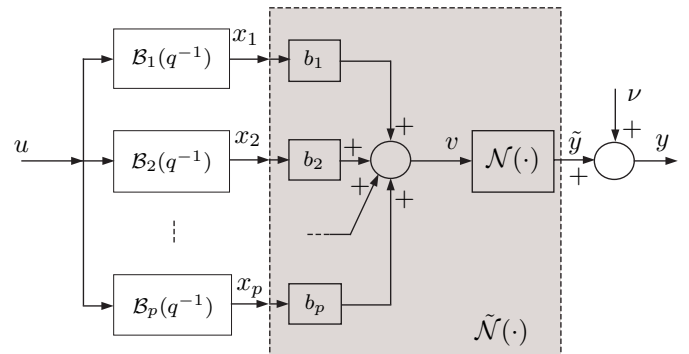 x₁
ℬ₁(q⁻¹)
b₁
+
ν
+
u
ℬ₂(q⁻¹)
x₂
b₂
+
v
𝒩(·)
ỹ
+
y
+
+
ℬₚ(q⁻¹)
xₚ
bₚ
𝒩̃(·)